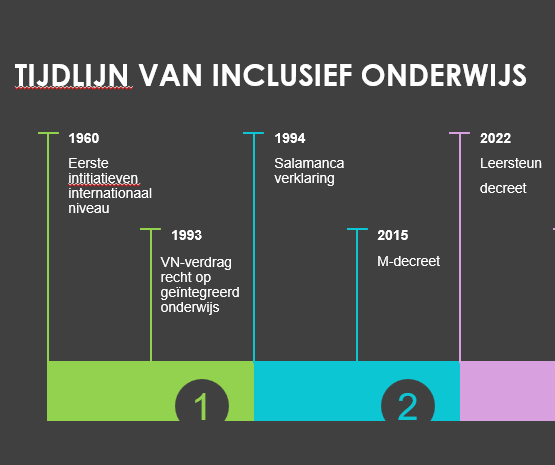 TIJDLIJN VAN INCLUSIEF ONDERWIJS
1960
Eerste
intitiatieven
internationaal
niveau
1993
VN-verdrag
recht op
geïntegreerd
onderwijs
1994
Salamanca
verklaring
2015
M-decreet
2022
Leersteun
decreet
1
2